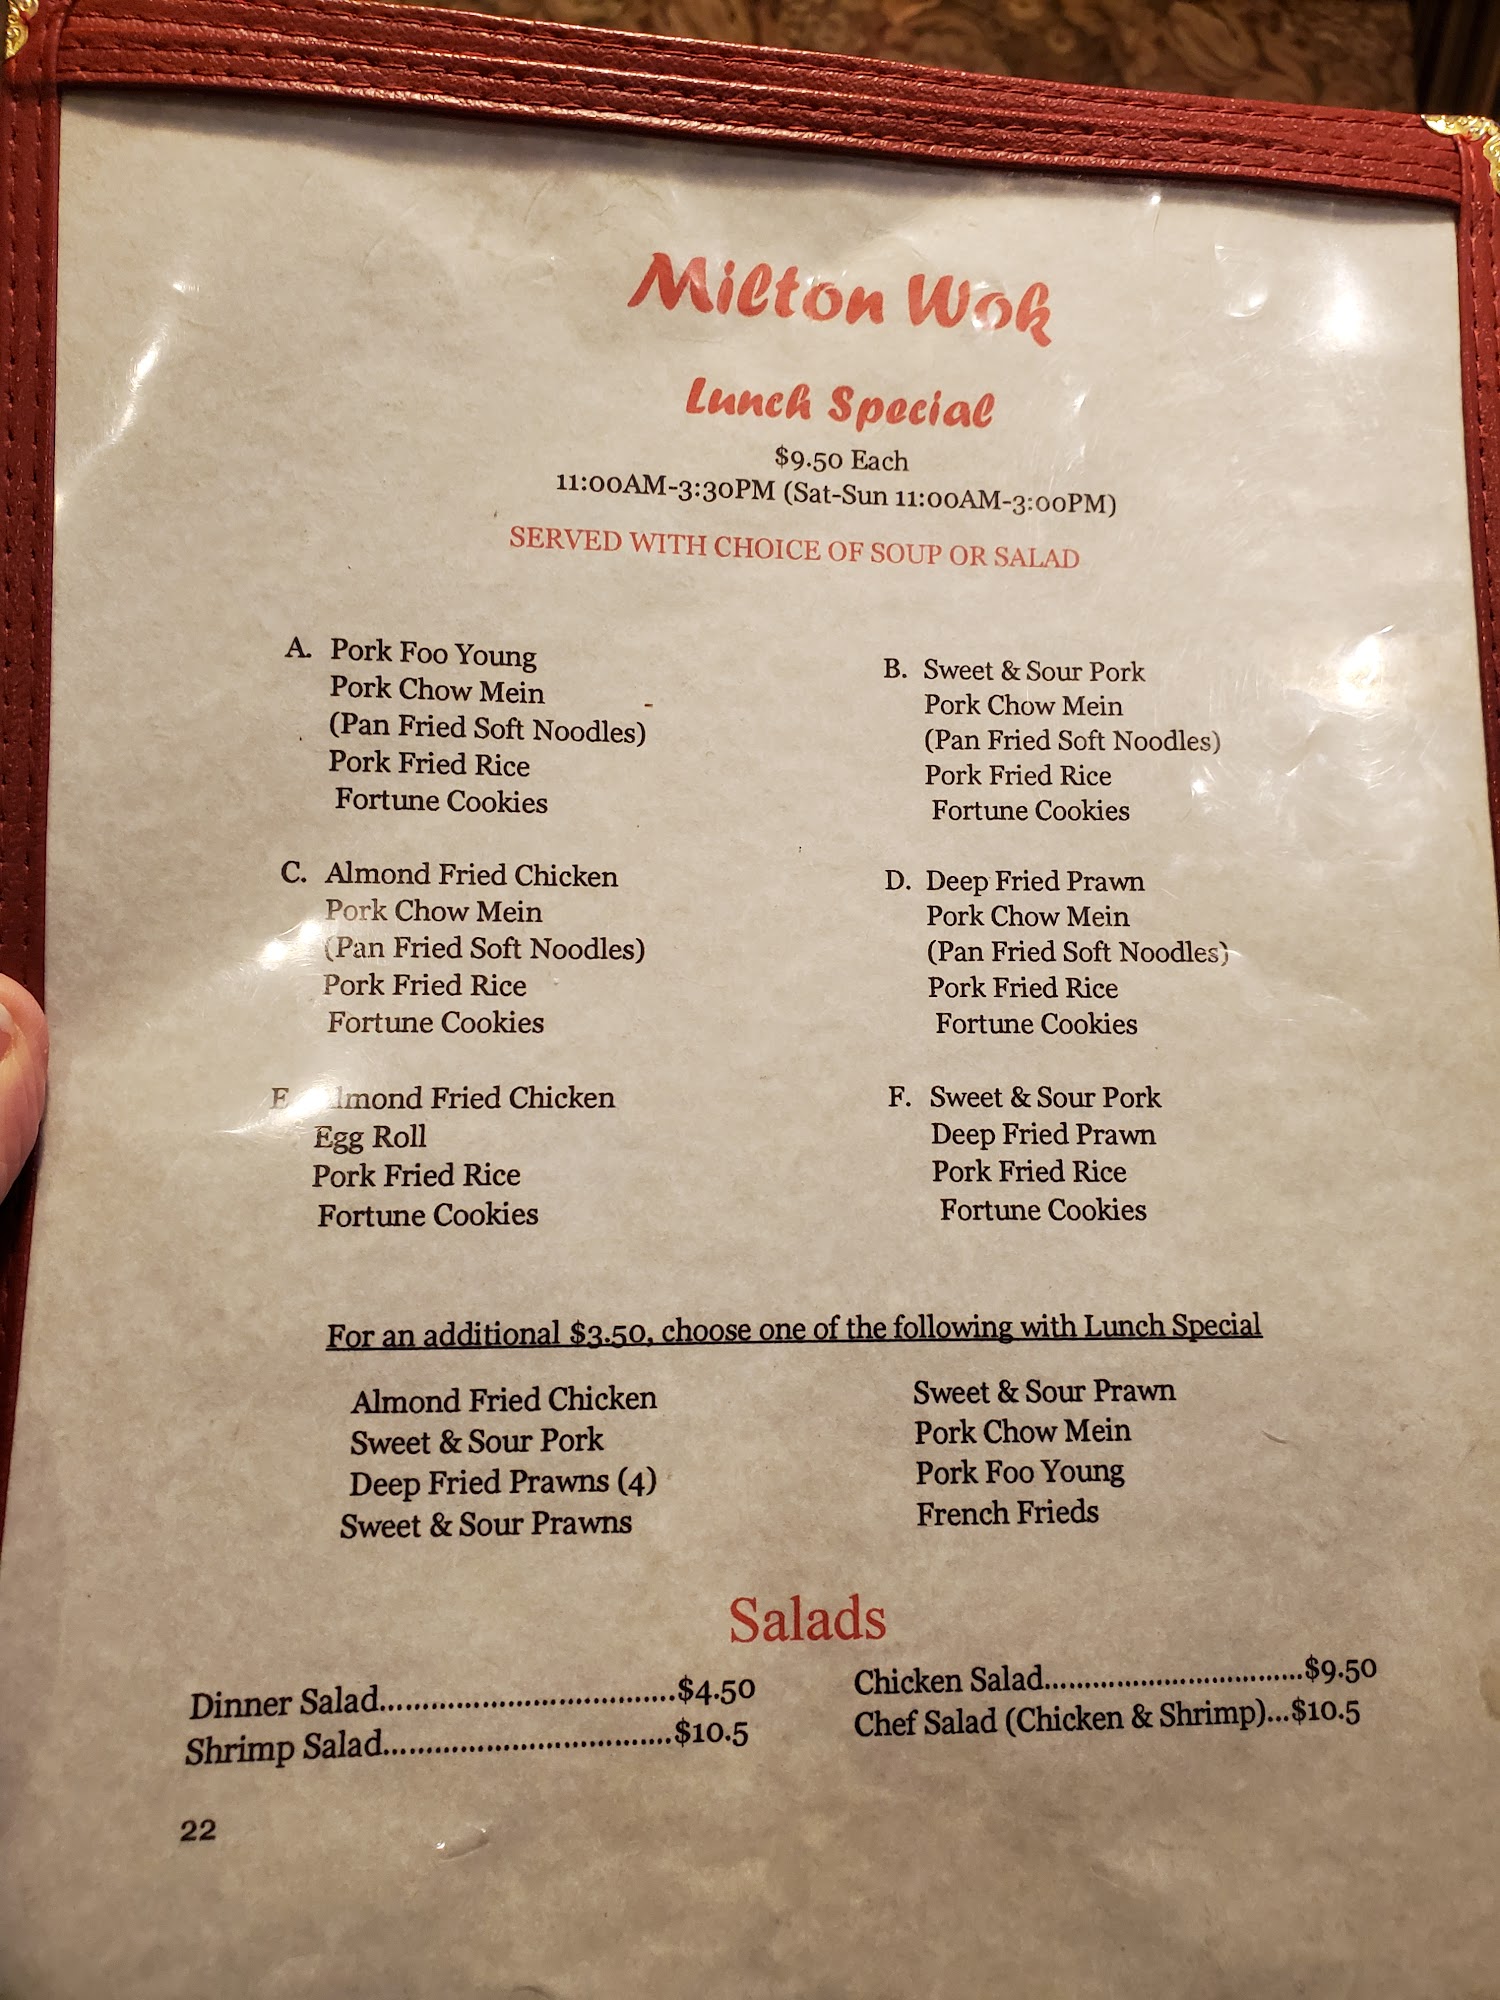 Milton Wok
Lunch Special
$9.50 Each
11:00AM-3:30PM (Sat-Sun 11:00AM-3:00PM)
SERVED WITH CHOICE OF SOUP OR SALAD
A. Pork Foo Young
Pork Chow Mein
(Pan Fried Soft Noodles)
Pork Fried Rice
Fortune Cookies
B. Sweet & Sour Pork
Pork Chow Mein
(Pan Fried Soft Noodles)
Pork Fried Rice
Fortune Cookies
C. Almond Fried Chicken
Pork Chow Mein
(Pan Fried Soft Noodles)
Pork Fried Rice
Fortune Cookies
D. Deep Fried Prawn
Pork Chow Mein
(Pan Fried Soft Noodles)
Pork Fried Rice
Fortune Cookies
E. Almond Fried Chicken
Egg Roll
Pork Fried Rice
Fortune Cookies
F. Sweet & Sour Pork
Deep Fried Prawn
Pork Fried Rice
Fortune Cookies
For an additional $3.50, choose one of the following with Lunch Special
Almond Fried Chicken
Sweet & Sour Pork
Deep Fried Prawns (4)
Sweet & Sour Prawns
Sweet & Sour Prawn
Pork Chow Mein
Pork Foo Young
French Frieds
Salads
Dinner Salad..................................$4.50
Shrimp Salad..................................$10.5
Chicken Salad................................$9.50
Chef Salad (Chicken & Shrimp)...$10.5
22